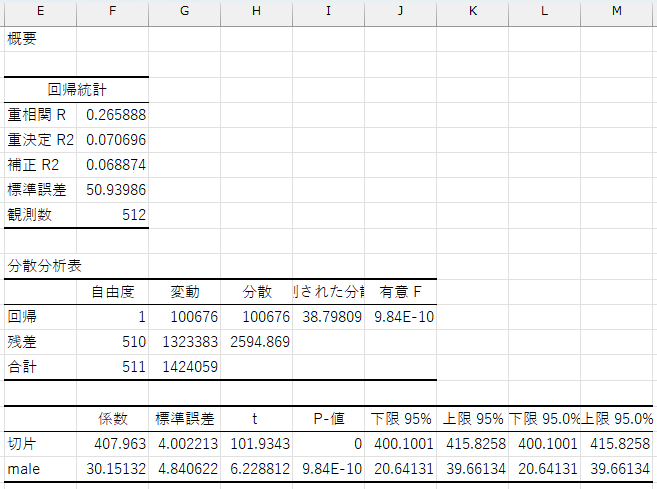 E F G H I J K L M
概要
回帰統計
重相関 R 0.265888
重決定 R2 0.070696
補正 R2 0.068874
標準誤差 50.93986
観測数 512
分散分析表
自由度 変動 分散 された分 有意 F
回帰 1 100676 100676 38.79809 9.84E-10
残差 510 1323383 2594.869
合計 511 1424059
係数 標準誤差 t P-値 下限 95% 上限 95% 下限 95.0% 上限 95.0%
切片 407.963 4.002213 101.9343 0 400.1001 415.8258 400.1001 415.8258
male 30.15132 4.840622 6.228812 9.84E-10 20.64131 39.66134 20.64131 39.66134